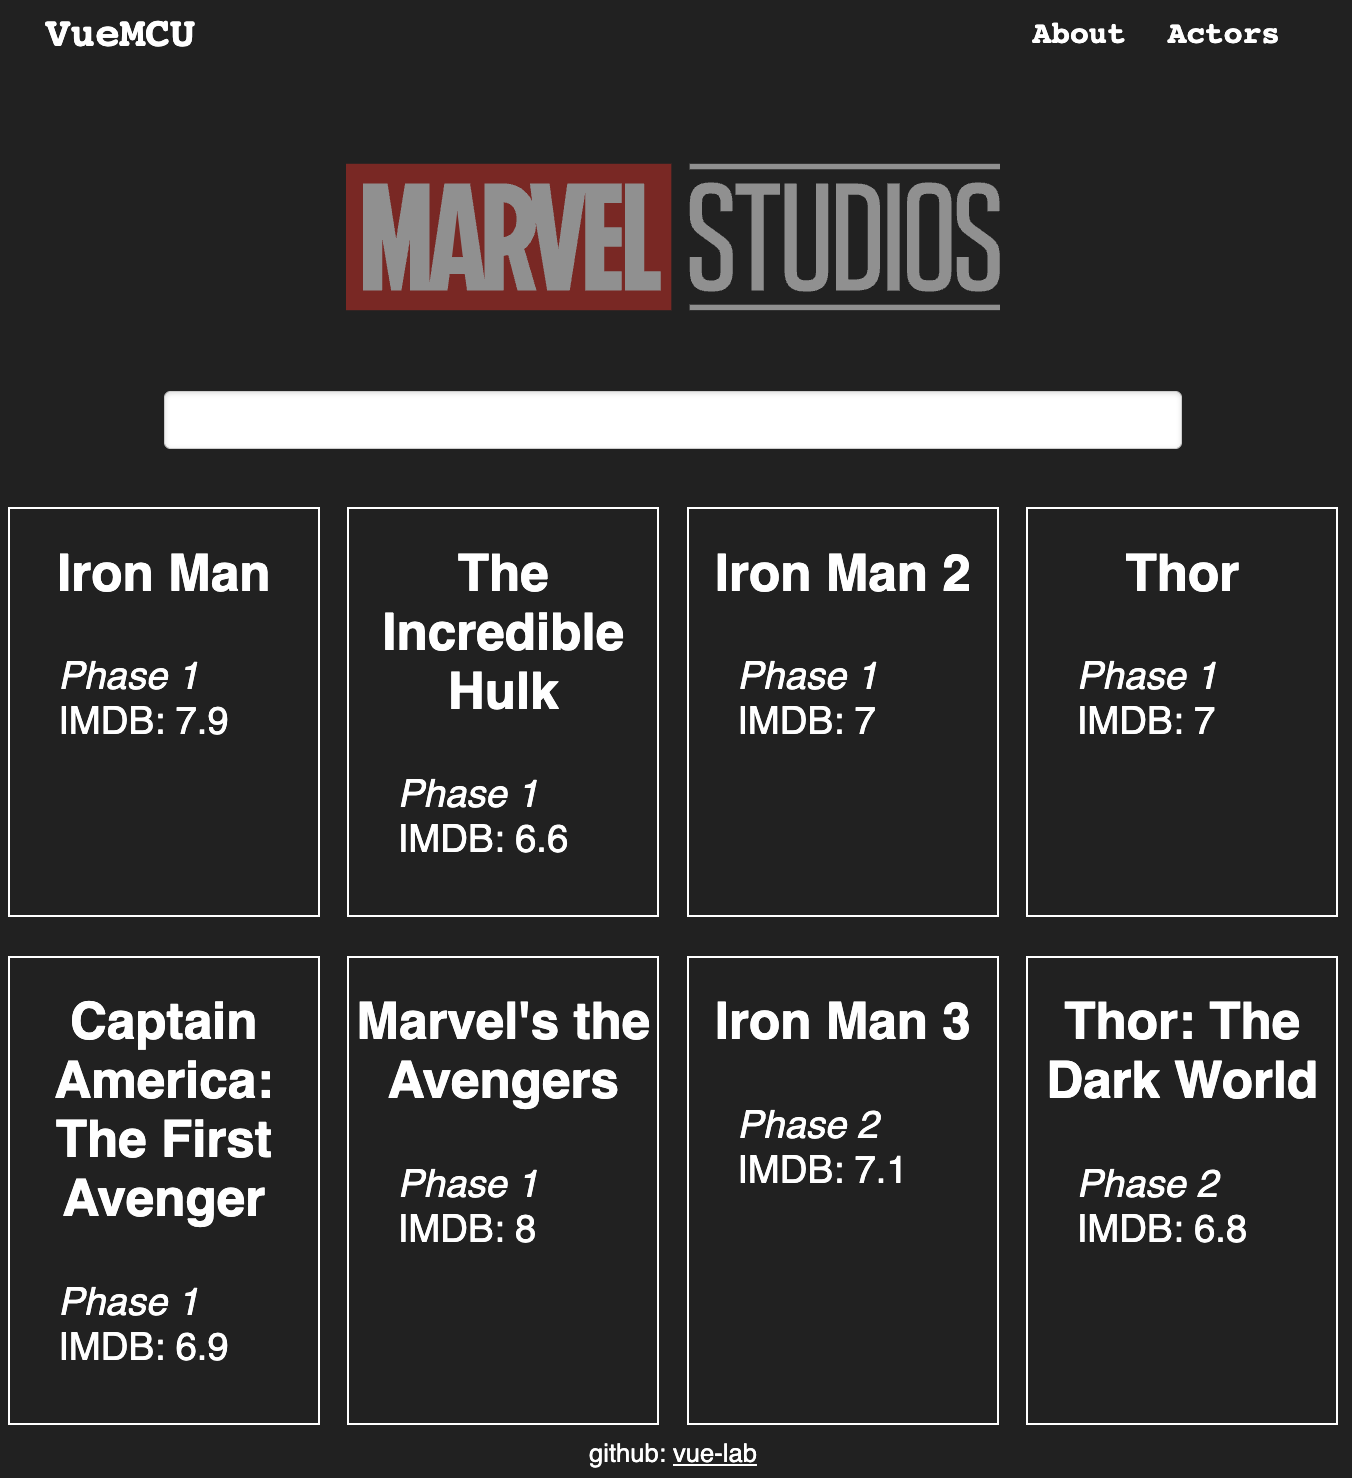 VueMCU About Actors
MARVEL STUDIOS
Iron Man
Phase 1
IMDB: 7.9
The
Incredible
Hulk
Phase 1
IMDB: 6.6
Iron Man 2
Phase 1
IMDB: 7
Thor
Phase 1
IMDB: 7
Captain
America:
The First
Avenger
Phase 1
IMDB: 6.9
Marvel's the
Avengers
Phase 1
IMDB: 8
Iron Man 3
Phase 2
IMDB: 7.1
Thor: The
Dark World
Phase 2
IMDB: 6.8
github: vue-lab